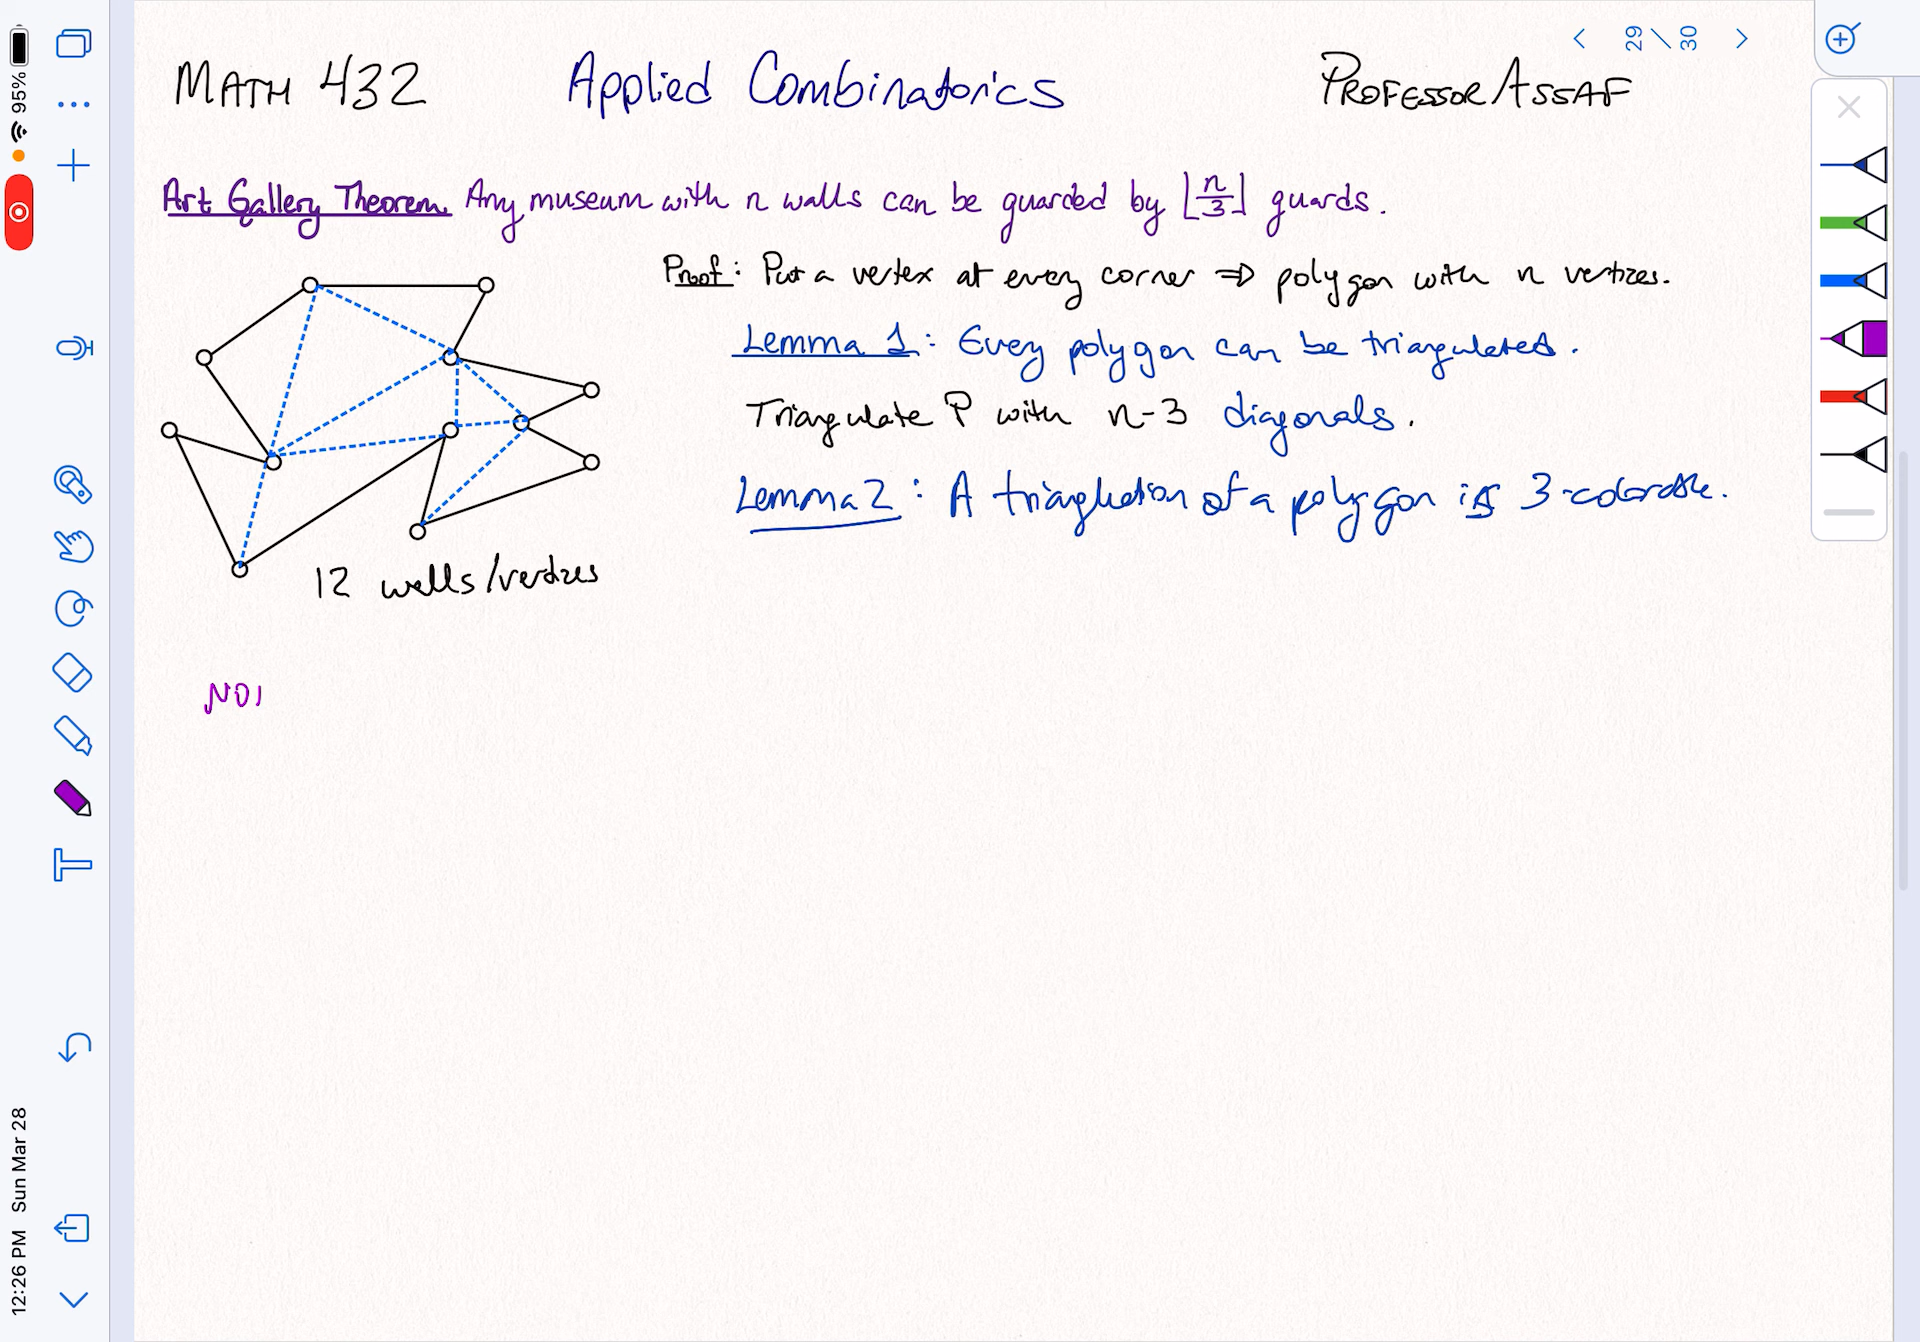 29 / 30
MATH 432 Applied Combinatorics PROFESSOR ASSAF
Art Gallery Theorem. Any museum with n walls can be guarded by ⌊n/3⌋ guards.
Proof: Put a vertex at every corner ⇒ polygon with n vertizes.
Lemma 1: Every polygon can be triangulated.
Triangulate P with n-3 diagonals.
Lemma 2: A of a polygon is 3-colorable.
12 walls/vertizes
NO
95%
12:26 PM Sun Mar 28